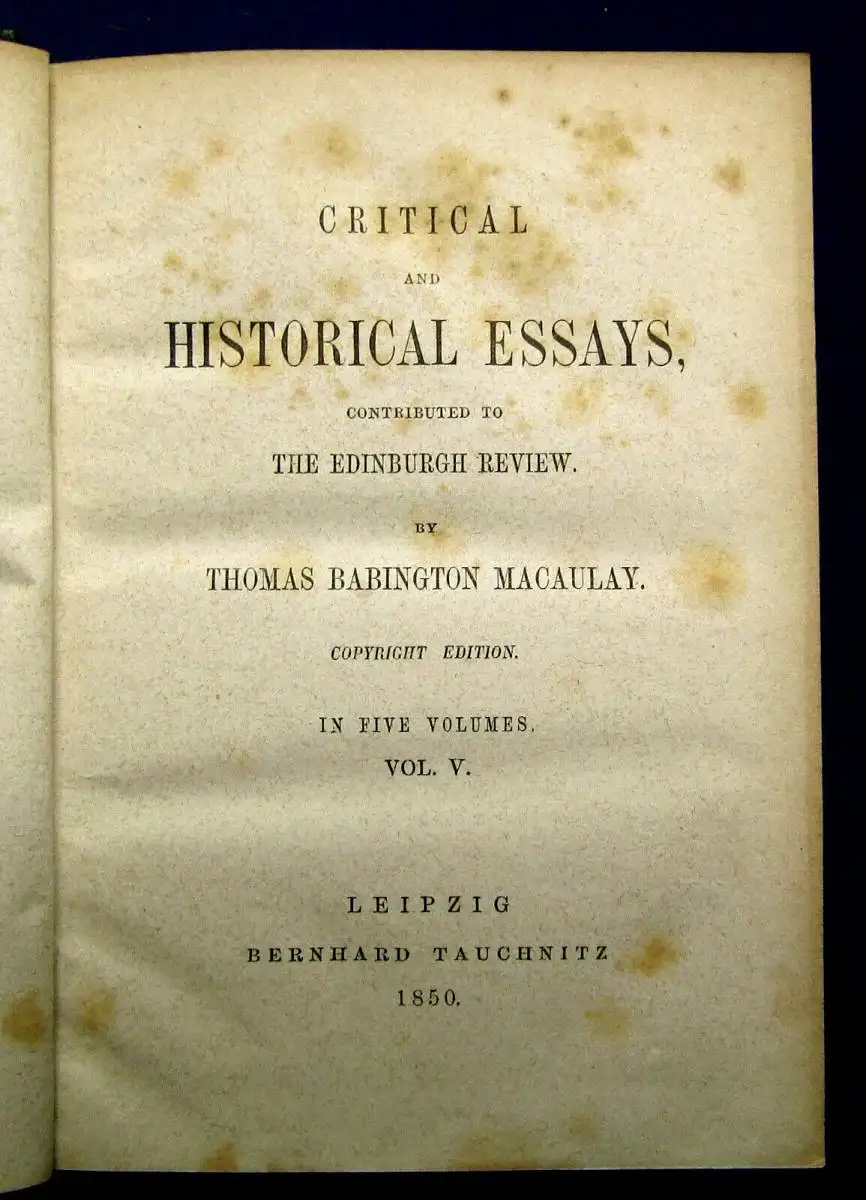 CRITICAL
AND
HISTORICAL ESSAYS,
CONTRIBUTED TO
THE EDINBURGH REVIEW.
BY
THOMAS BABINGTON MACAULAY.
COPYRIGHT EDITION.
IN FIVE VOLUMES.
VOL. V.
LEIPZIG
BERNHARD TAUCHNITZ
1850.